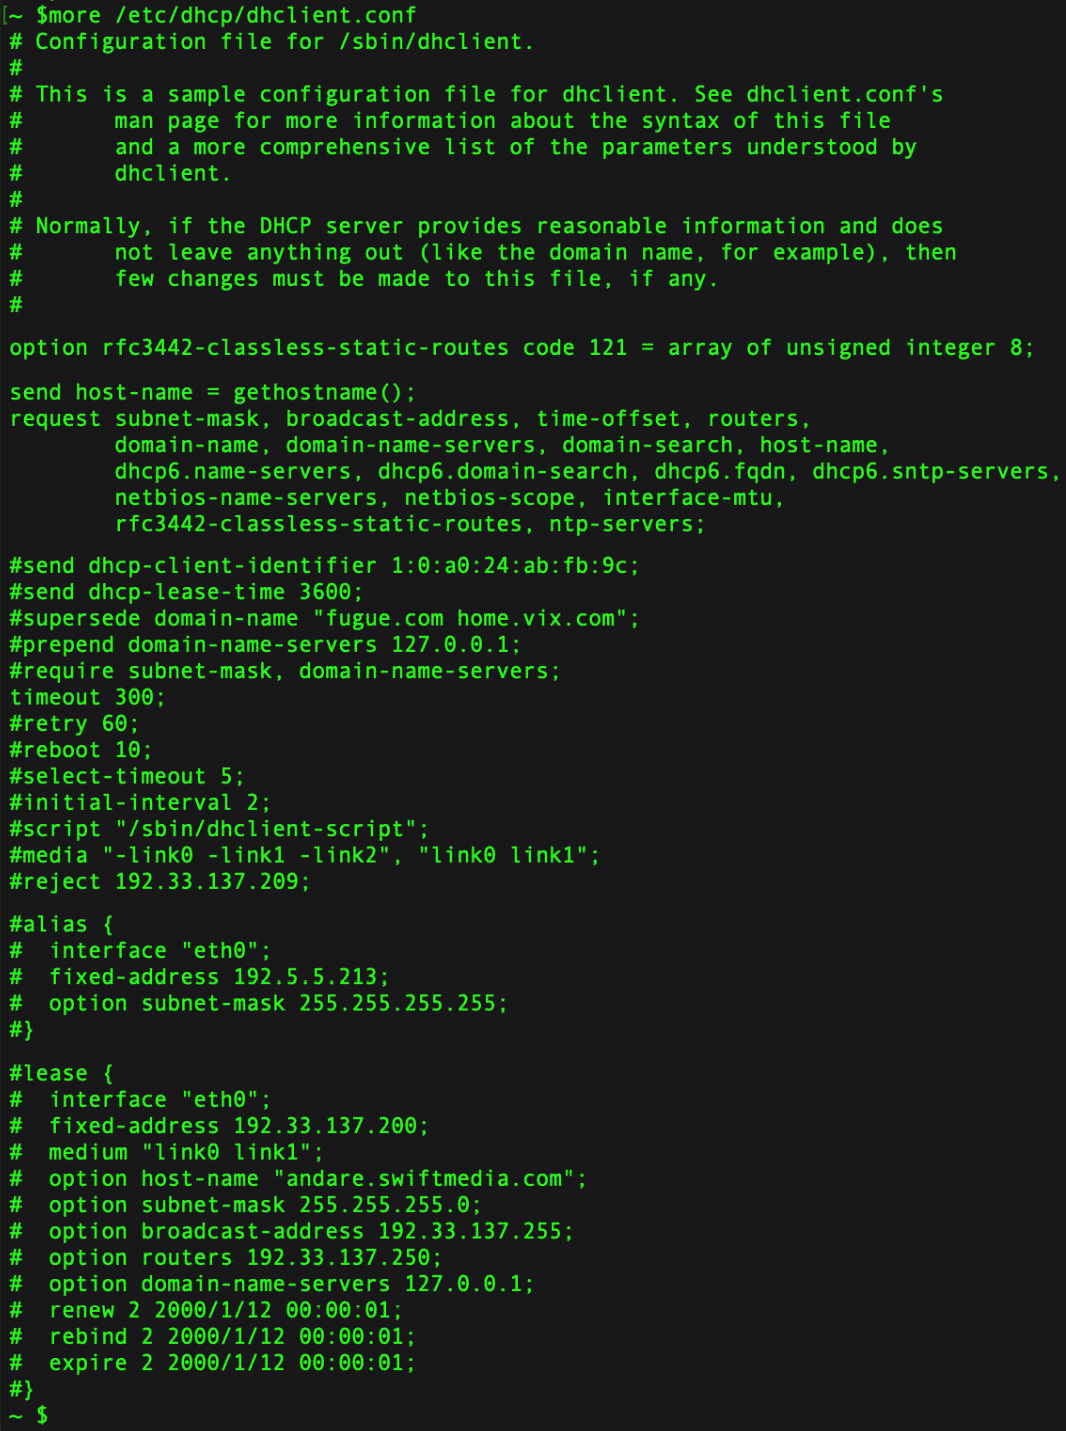 [~ $more /etc/dhcp/dhclient.conf
# Configuration file for /sbin/dhclient.
#
# This is a sample configuration file for dhclient. See dhclient.conf's
#       man page for more information about the syntax of this file
#       and a more comprehensive list of the parameters understood by
#       dhclient.
#
# Normally, if the DHCP server provides reasonable information and does
#       not leave anything out (like the domain name, for example), then
#       few changes must be made to this file, if any.
#
option rfc3442-classless-static-routes code 121 = array of unsigned integer 8;
send host-name = gethostname();
request subnet-mask, broadcast-address, time-offset, routers,
        domain-name, domain-name-servers, domain-search, host-name,
        dhcp6.name-servers, dhcp6.domain-search, dhcp6.fqdn, dhcp6.sntp-servers,
        netbios-name-servers, netbios-scope, interface-mtu,
        rfc3442-classless-static-routes, ntp-servers;
#send dhcp-client-identifier 1:0:a0:24:ab:fb:9c;
#send dhcp-lease-time 3600;
#supersede domain-name "fugue.com home.vix.com";
#prepend domain-name-servers 127.0.0.1;
#require subnet-mask, domain-name-servers;
timeout 300;
#retry 60;
#reboot 10;
#select-timeout 5;
#initial-interval 2;
#script "/sbin/dhclient-script";
#media "-link0 -link1 -link2", "link0 link1";
#reject 192.33.137.209;
#alias {
#  interface "eth0";
#  fixed-address 192.5.5.213;
#  option subnet-mask 255.255.255.255;
#}
#lease {
#  interface "eth0";
#  fixed-address 192.33.137.200;
#  medium "link0 link1";
#  option host-name "andare.swiftmedia.com";
#  option subnet-mask 255.255.255.0;
#  option broadcast-address 192.33.137.255;
#  option routers 192.33.137.250;
#  option domain-name-servers 127.0.0.1;
#  renew 2 2000/1/12 00:00:01;
#  rebind 2 2000/1/12 00:00:01;
#  expire 2 2000/1/12 00:00:01;
#}
~ $